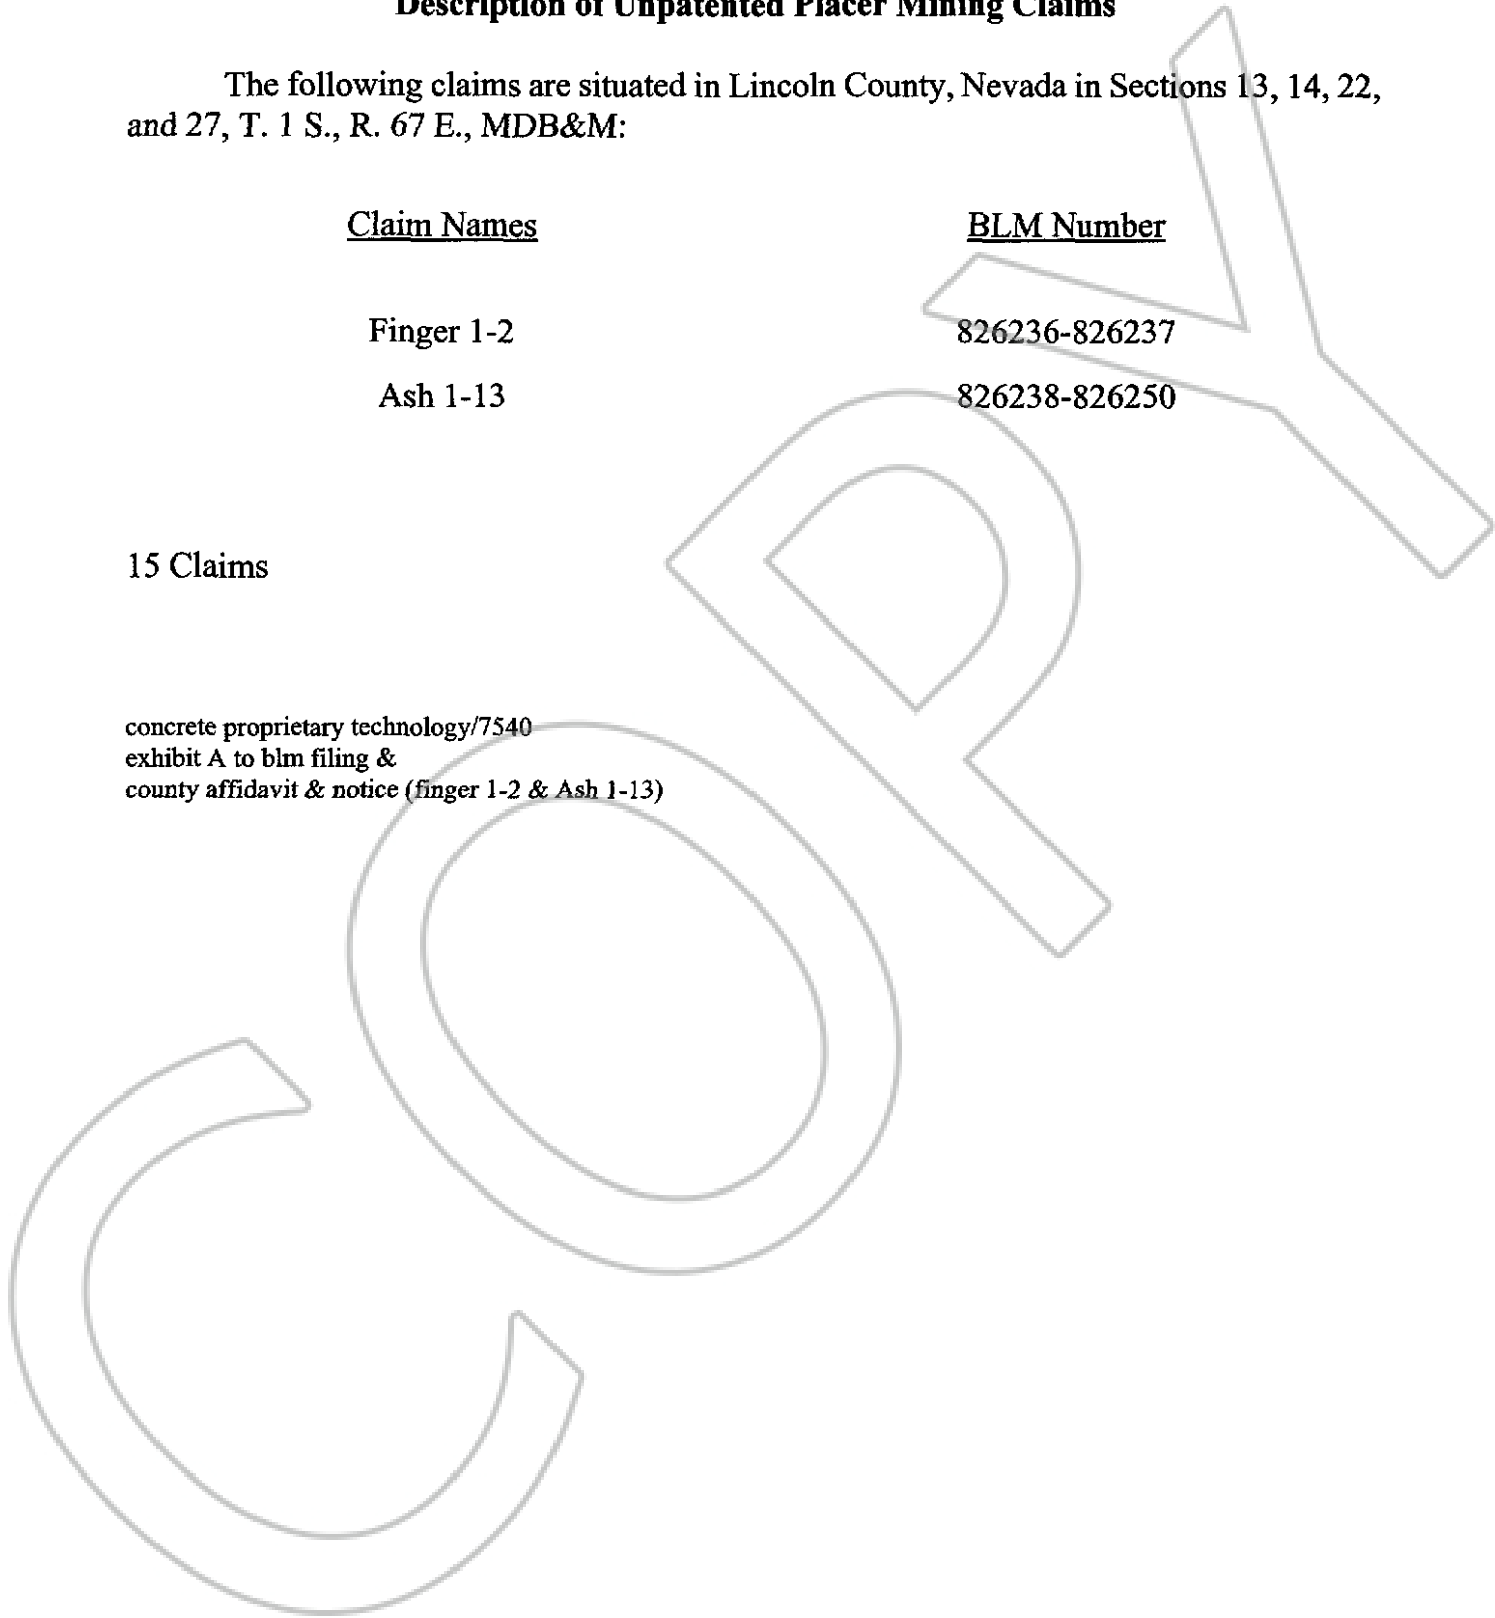 Description of Unpatented Placer Mining Claims
The following claims are situated in Lincoln County, Nevada in Sections 13, 14, 22,
and 27, T. 1 S., R. 67 E., MDB&M:
Claim Names BLM Number
Finger 1-2 826236-826237
Ash 1-13 826238-826250
15 Claims
concrete proprietary technology/7540
exhibit A to blm filing &
county affidavit & notice (finger 1-2 & Ash 1-13)
COPY